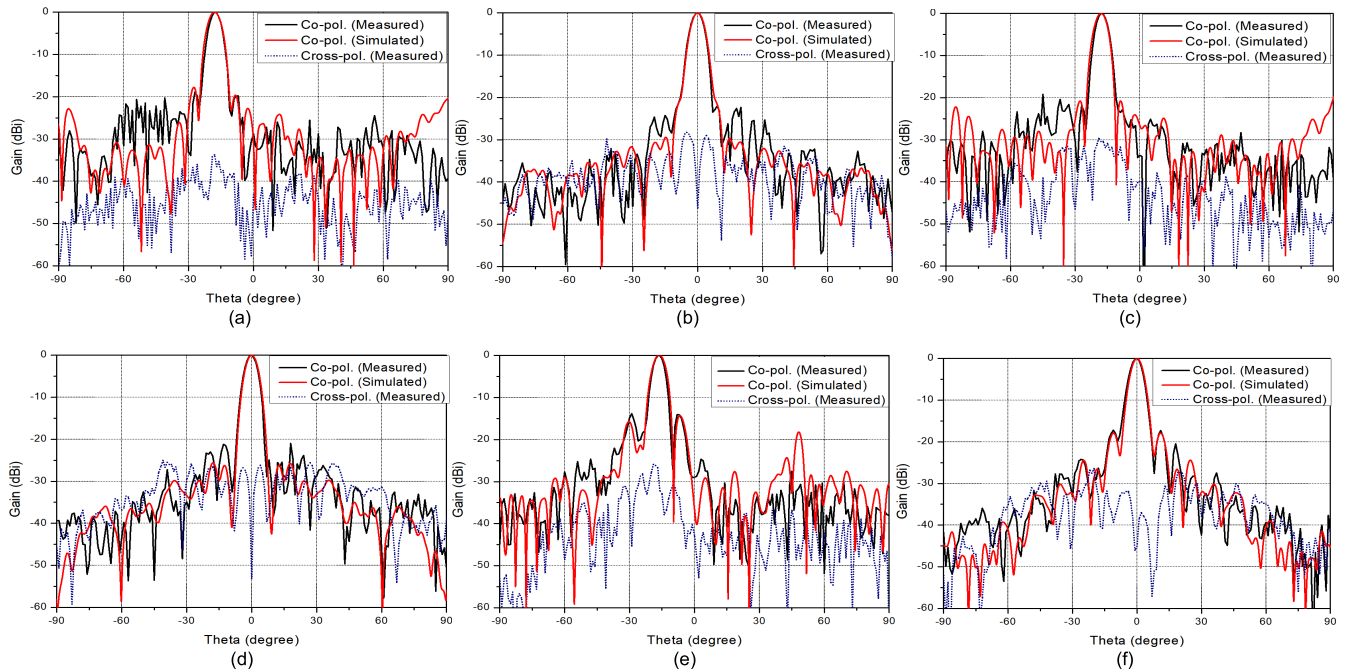 Co-pol. (Measured)
Co-pol. (Simulated)
Cross-pol. (Measured)
Gain (dBi)
0
-10
-20
-30
-40
-50
-60
-90 -60 -30 0 30 60 90
Theta (degree)
(a)
Co-pol. (Measured)
Co-pol. (Simulated)
Cross-pol. (Measured)
Gain (dBi)
0
-10
-20
-30
-40
-50
-60
-90 -60 -30 0 30 60 90
Theta (degree)
(b)
Co-pol. (Measured)
Co-pol. (Simulated)
Cross-pol. (Measured)
Gain (dBi)
0
-10
-20
-30
-40
-50
-60
-90 -60 -30 0 30 60 90
Theta (degree)
(c)
Co-pol. (Measured)
Co-pol. (Simulated)
Cross-pol. (Measured)
Gain (dBi)
0
-10
-20
-30
-40
-50
-60
-90 -60 -30 0 30 60 90
Theta (degree)
(d)
Co-pol. (Measured)
Co-pol. (Simulated)
Cross-pol. (Measured)
Gain (dBi)
0
-10
-20
-30
-40
-50
-60
-90 -60 -30 0 30 60 90
Theta (degree)
(e)
Co-pol. (Measured)
Co-pol. (Simulated)
Cross-pol. (Measured)
Gain (dBi)
0
-10
-20
-30
-40
-50
-60
-90 -60 -30 0 30 60 90
Theta (degree)
(f)